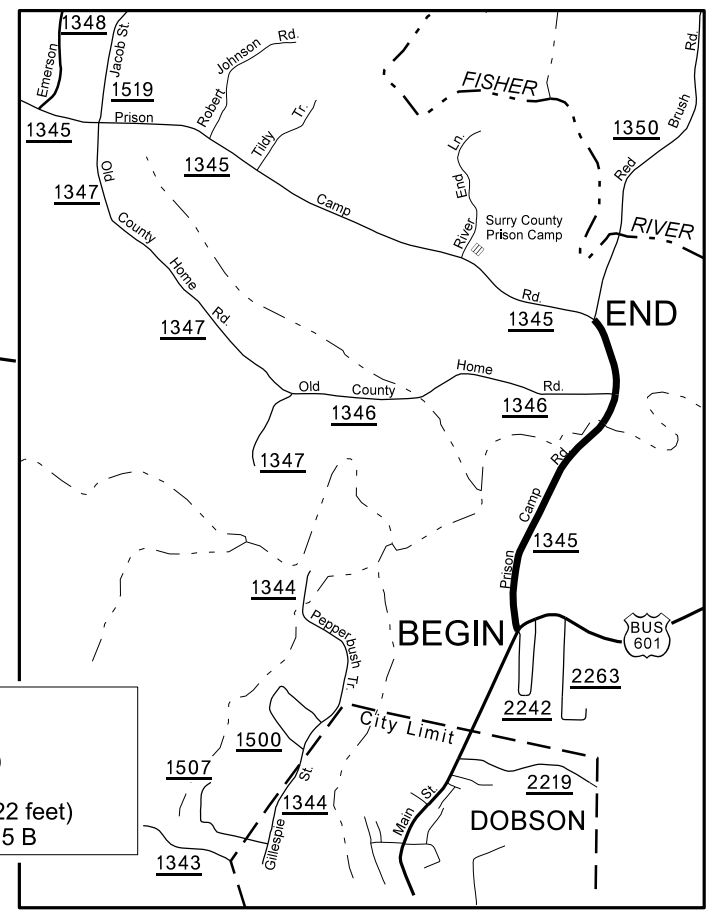 1348
Emerson
Jacob St.
1519
Robert Johnson Rd.
Tildy Tr.
FISHER
1350
Red Brush Rd.
1345
Prison Camp Rd.
1345
1347
Old County Home Rd.
River End Ln.
Surry County
Prison Camp
RIVER
1345
END
1347
Old County Home Rd.
1346
1346
1347
Prison Camp Rd.
1345
1344
Pepperbush Tr.
BEGIN
BUS
601
2263
2242
City Limit
1500
1507
St.
1344
Gillespie
2219
Main St.
DOBSON
1343
)
22 feet)
5 B